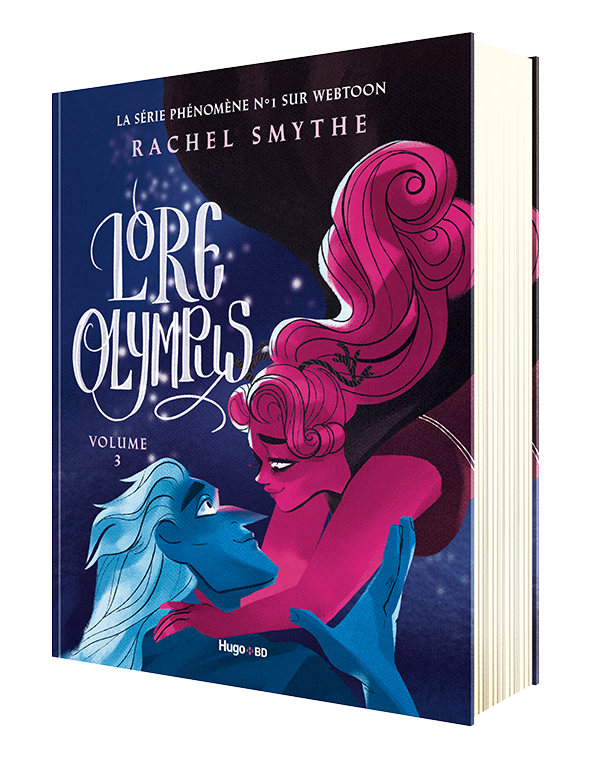 LA SÉRIE PHÉNOMÈNE N°1 SUR WEBTOON
RACHEL SMYTHE
LORE
OLYMPUS
VOLUME
3
Hugo+BD